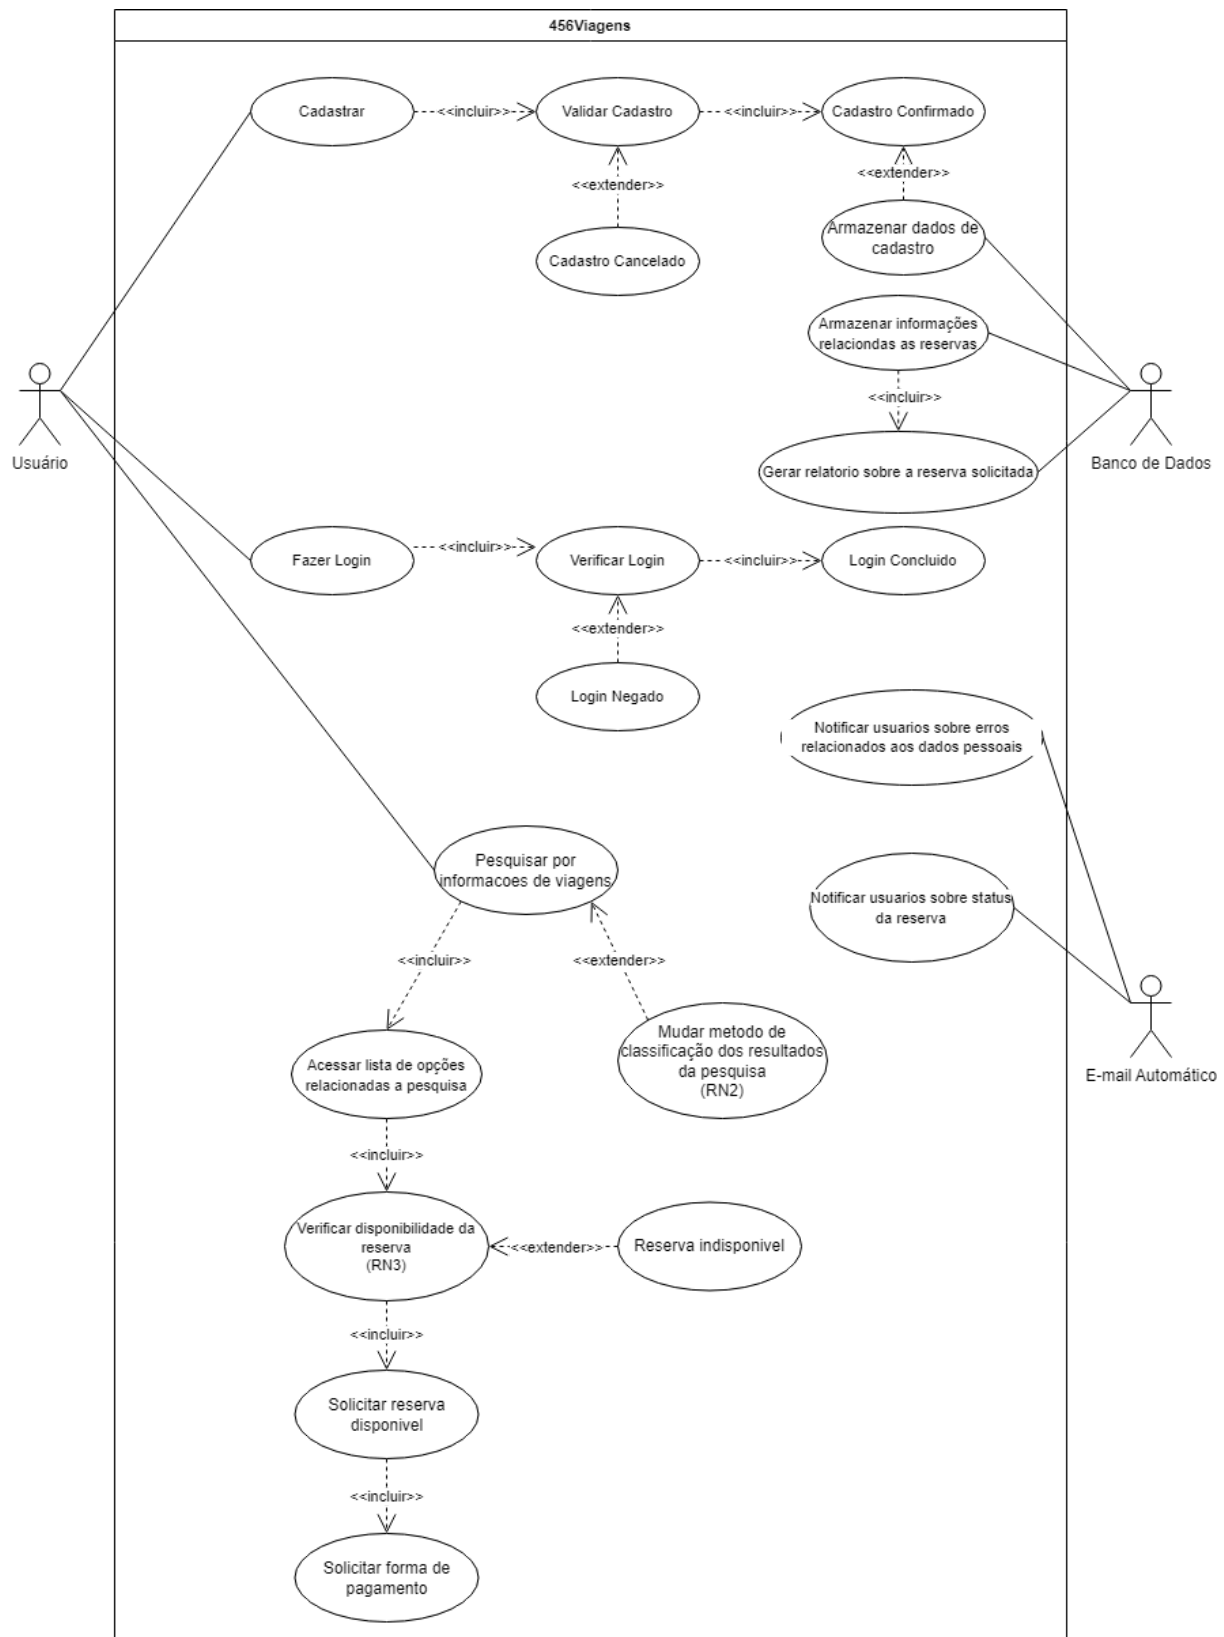 456Viagens
Cadastrar
<<incluir>>
Validar Cadastro
<<incluir>>
Cadastro Confirmado
<<extender>>
<<extender>>
Cadastro Cancelado
Armazenar dados de
cadastro
Armazenar informações
relaciondas as reservas
<<incluir>>
Usuário
Gerar relatorio sobre a reserva solicitada
Banco de Dados
Fazer Login
<<incluir>>
Verificar Login
<<incluir>>
Login Concluido
<<extender>>
Login Negado
Notificar usuarios sobre erros
relacionados aos dados pessoais
Pesquisar por
informacoes de viagens
Notificar usuarios sobre status
da reserva
<<incluir>>
<<extender>>
Acessar lista de opções
relacionadas a pesquisa
Mudar metodo de
classificação dos resultados
da pesquisa
(RN2)
E-mail Automático
<<incluir>>
Verificar disponibilidade da
reserva
(RN3)
<<extender>>
Reserva indisponivel
<<incluir>>
Solicitar reserva
disponivel
<<incluir>>
Solicitar forma de
pagamento